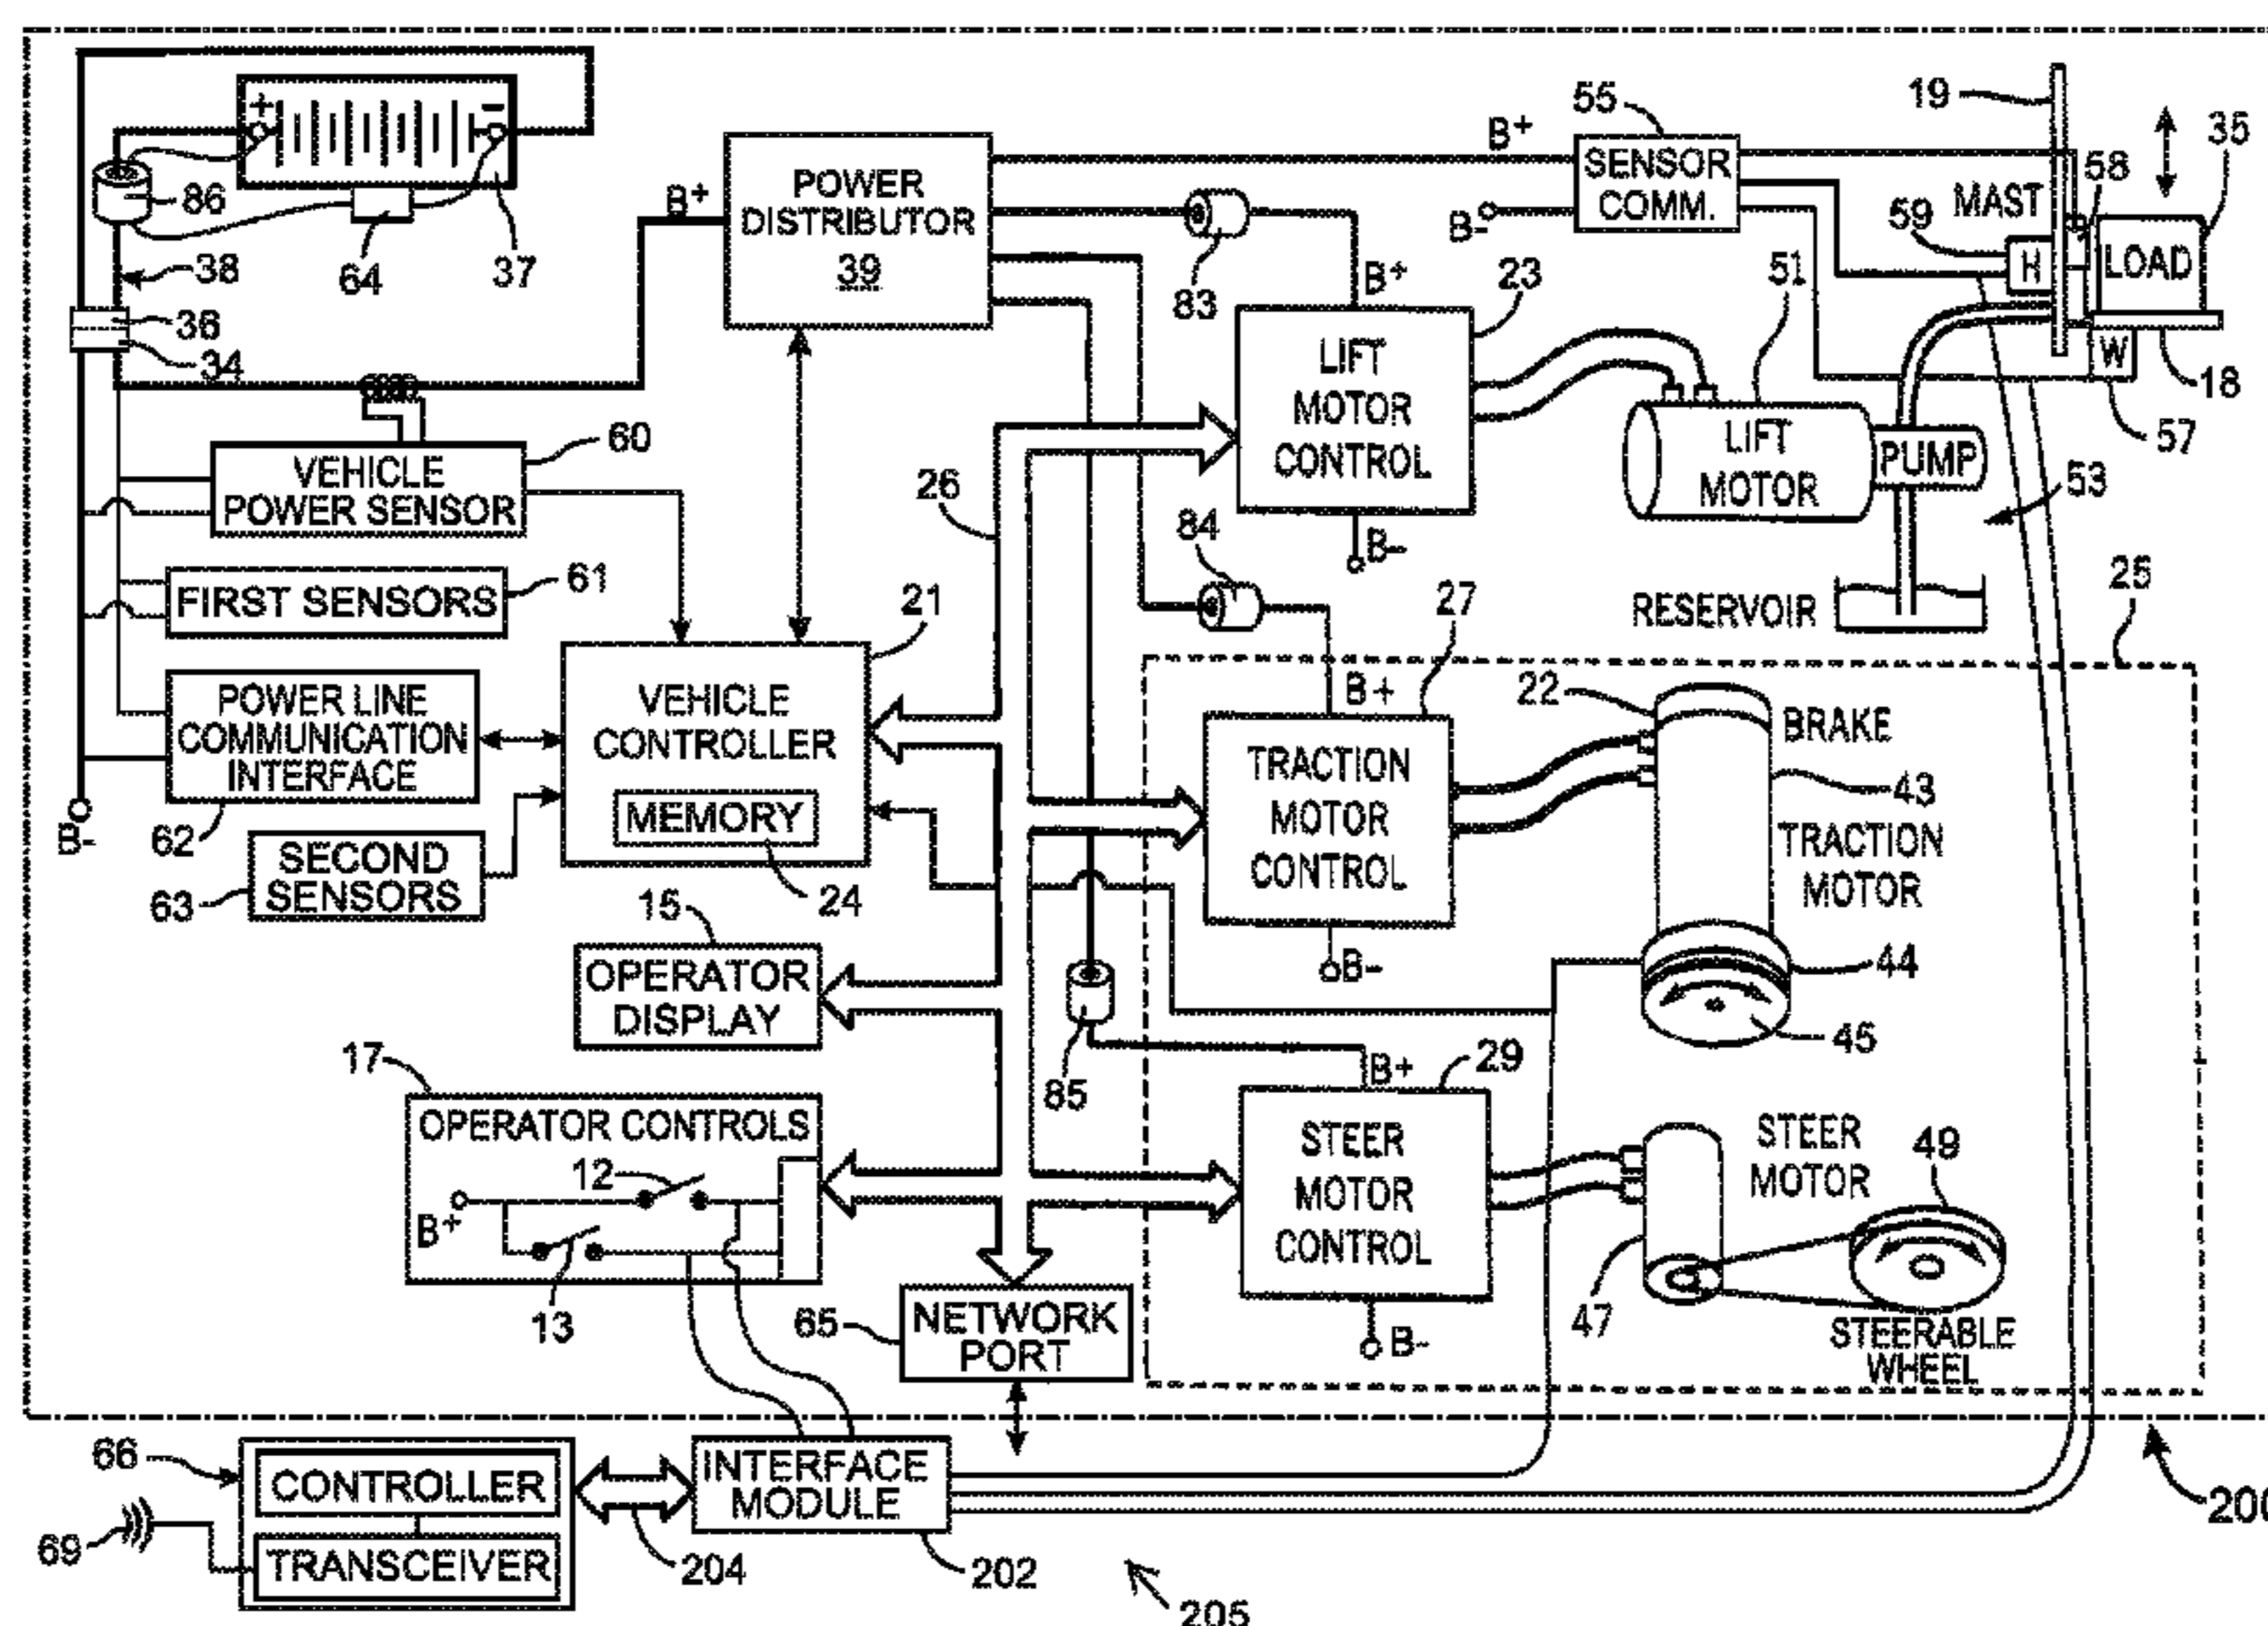 +
−
86
64
37
38
36
34
B+
POWER
DISTRIBUTOR
39
B+
B-
55
SENSOR
COMM.
19
35
58
MAST
59
H
LOAD
W
18
57
83
B+
23
LIFT
MOTOR
CONTROL
B-
51
LIFT
MOTOR
PUMP
53
RESERVOIR
25
60
VEHICLE
POWER SENSOR
26
84
FIRST SENSORS
61
21
VEHICLE
CONTROLLER
MEMORY
24
POWER LINE
COMMUNICATION
INTERFACE
62
B-
SECOND
SENSORS
63
27
B+
TRACTION
MOTOR
CONTROL
B-
22
BRAKE
43
TRACTION
MOTOR
44
45
15
OPERATOR
DISPLAY
85
17
OPERATOR CONTROLS
12
B+
13
B+
29
STEER
MOTOR
CONTROL
B-
STEER
MOTOR
49
47
STEERABLE
WHEEL
65
NETWORK
PORT
66
CONTROLLER
TRANSCEIVER
69
204
INTERFACE
MODULE
202
205